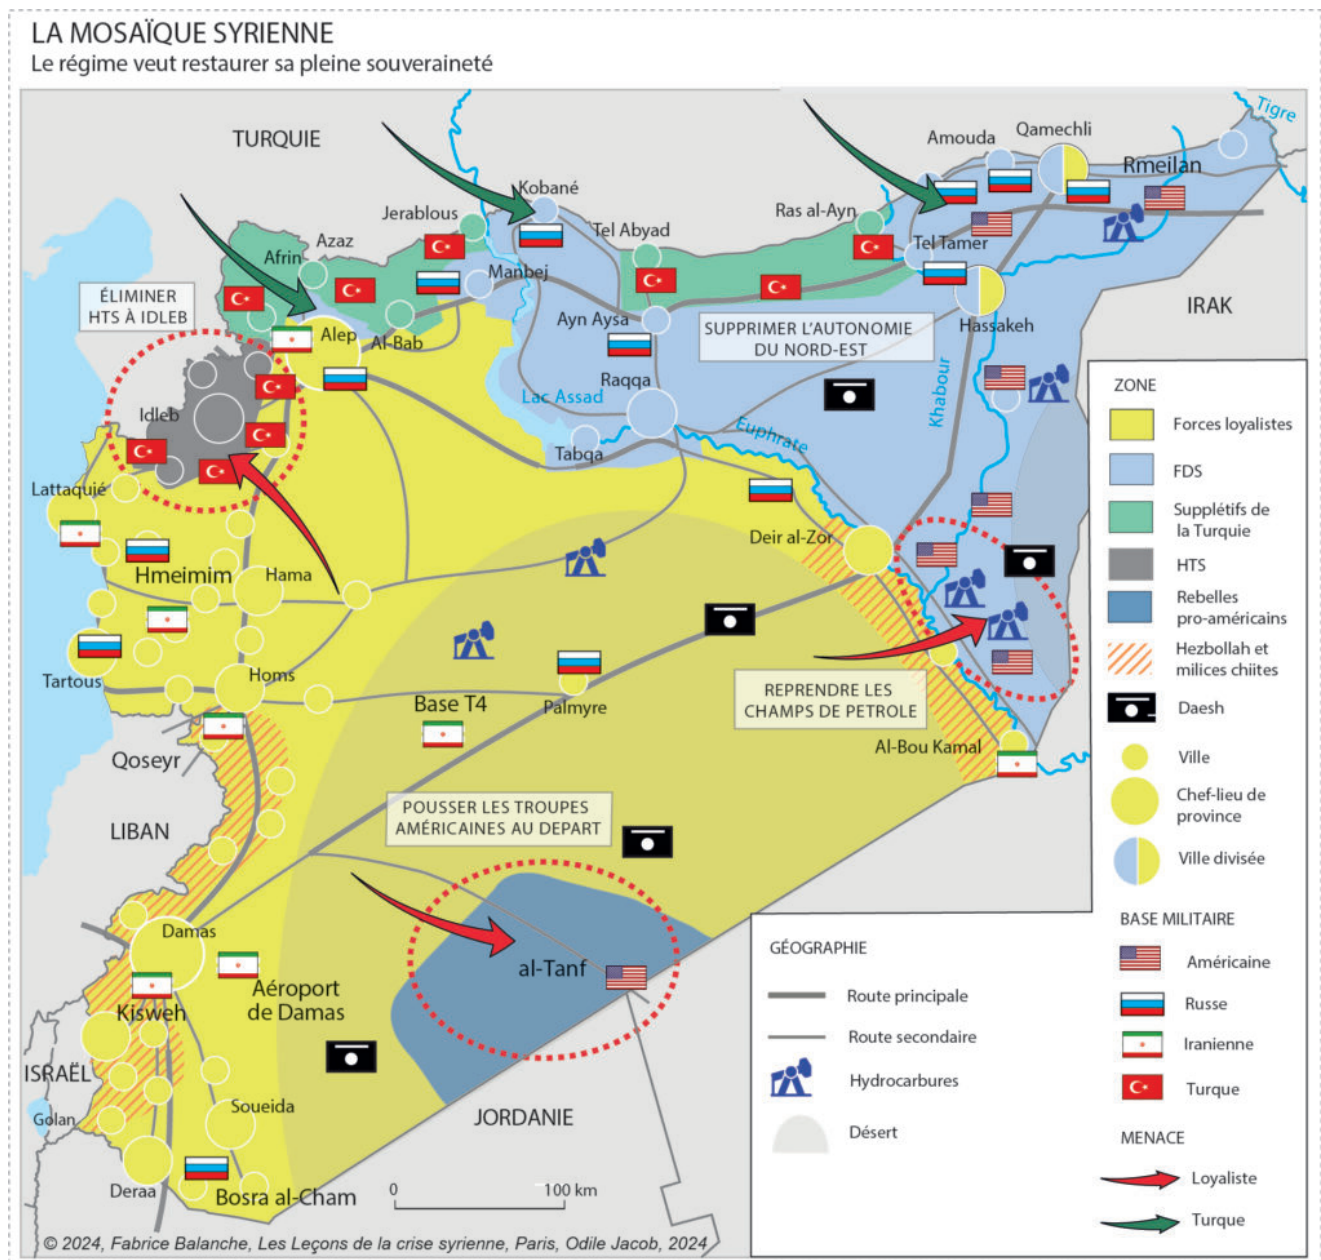 LA MOSAÏQUE SYRIENNE
Le régime veut restaurer sa pleine souveraineté
TURQUIE
Tigre
Amouda
Qamechli
Rmeilan
Kobané
Jerablous
Tel Abyad
Ras al-Ayn
Azaz
Afrin
Manbej
Tel Tamer
ÉLIMINER
HTS À IDLEB
IRAK
Alep
Al-Bab
Ayn Aysa
SUPPRIMER L'AUTONOMIE
DU NORD-EST
Hassakeh
Raqqa
Lac Assad
Khabour
Idleb
Euphrate
Tabqa
Lattaquié
Deir al-Zor
Hmeimim
Hama
Tartous
Homs
Base T4
Palmyre
REPRENDRE LES
CHAMPS DE PETROLE
Al-Bou Kamal
Qoseyr
LIBAN
POUSSER LES TROUPES
AMÉRICAINES AU DEPART
Damas
al-Tanf
Aéroport
de Damas
Kisweh
ISRAËL
Golan
Soueida
JORDANIE
Deraa
Bosra al-Cham
0
100 km
© 2024, Fabrice Balanche, Les Leçons de la crise syrienne, Paris, Odile Jacob, 2024
GÉOGRAPHIE
Route principale
Route secondaire
Hydrocarbures
Désert
ZONE
Forces loyalistes
FDS
Supplétifs de
la Turquie
HTS
Rebelles
pro-américains
Hezbollah et
milices chiites
Daesh
Ville
Chef-lieu de
province
Ville divisée
BASE MILITAIRE
Américaine
Russe
Iranienne
Turque
MENACE
Loyaliste
Turque